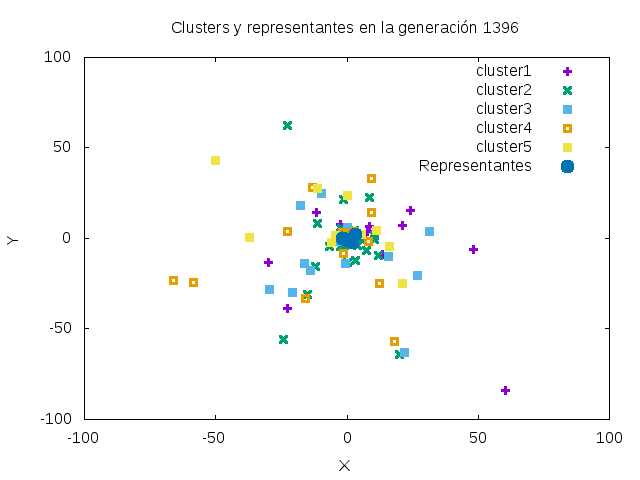 Clusters y representantes en la generación 1396
100
50
0
-50
-100
-100 -50 0 50 100
Y
X
cluster1
cluster2
cluster3
cluster4
cluster5
Representantes